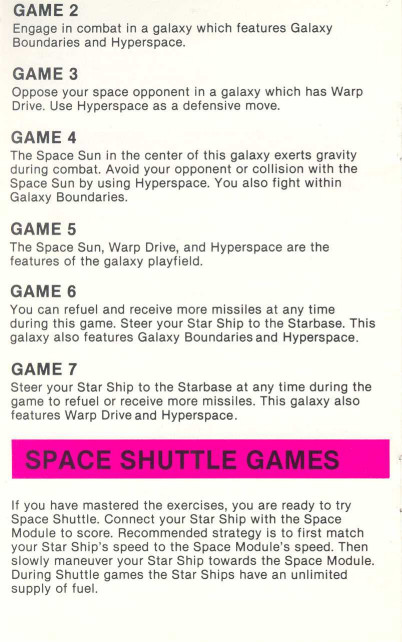 GAME 2
Engage in combat in a galaxy which features Galaxy
Boundaries and Hyperspace.
GAME 3
Oppose your space opponent in a galaxy which has Warp
Drive. Use Hyperspace as a defensive move.
GAME 4
The Space Sun in the center of this galaxy exerts gravity
during combat. Avoid your opponent or collision with the
Space Sun by using Hyperspace. You also fight within
Galaxy Boundaries.
GAME 5
The Space Sun, Warp Drive, and Hyperspace are the
features of the galaxy playfield.
GAME 6
You can refuel and receive more missiles at any time
during this game. Steer your Star Ship to the Starbase. This
galaxy also features Galaxy Boundaries and Hyperspace.
GAME 7
Steer your Star Ship to the Starbase at any time during the
game to refuel or receive more missiles. This galaxy also
features Warp Drive and Hyperspace.
SPACE SHUTTLE GAMES
If you have mastered the exercises, you are ready to try
Space Shuttle. Connect your Star Ship with the Space
Module to score. Recommended strategy is to first match
your Star Ship's speed to the Space Module's speed. Then
slowly maneuver your Star Ship towards the Space Module.
During Shuttle games the Star Ships have an unlimited
supply of fuel.